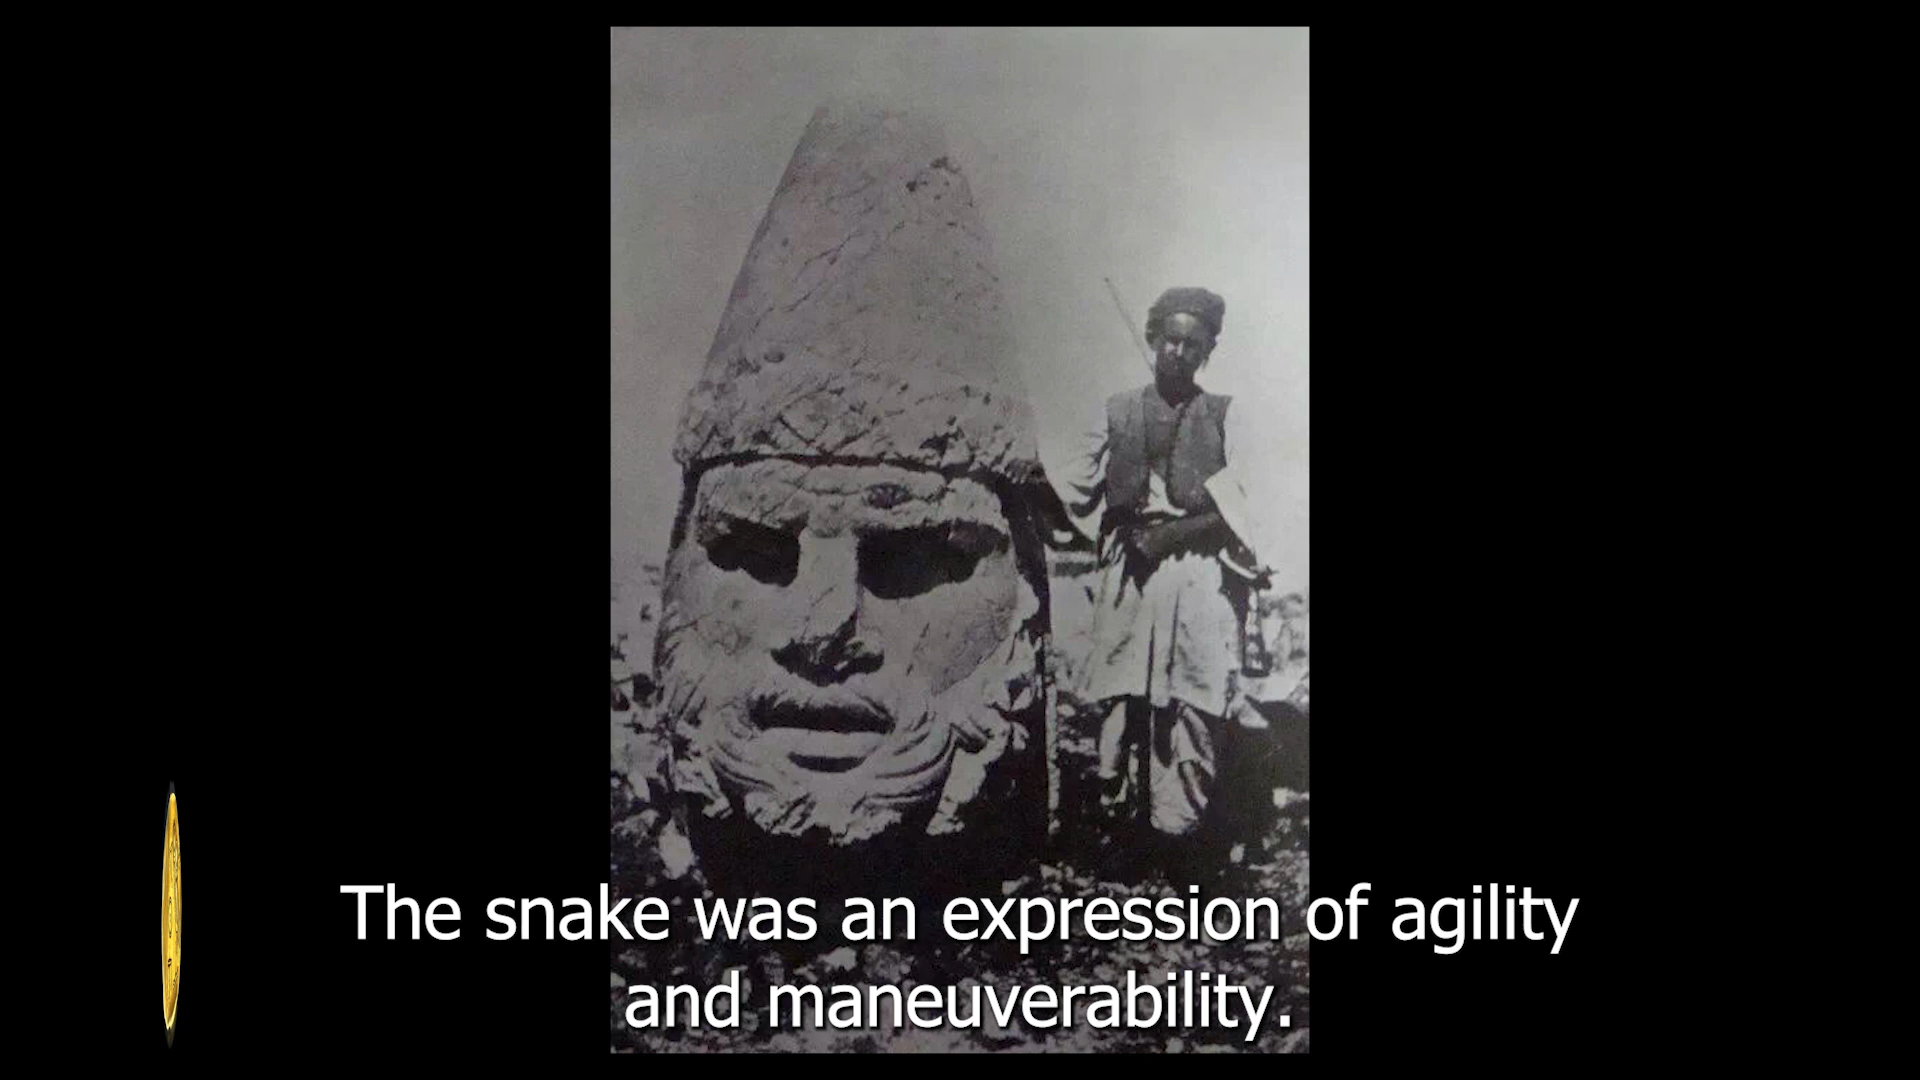 The snake was an expression of agility
and maneuverability.